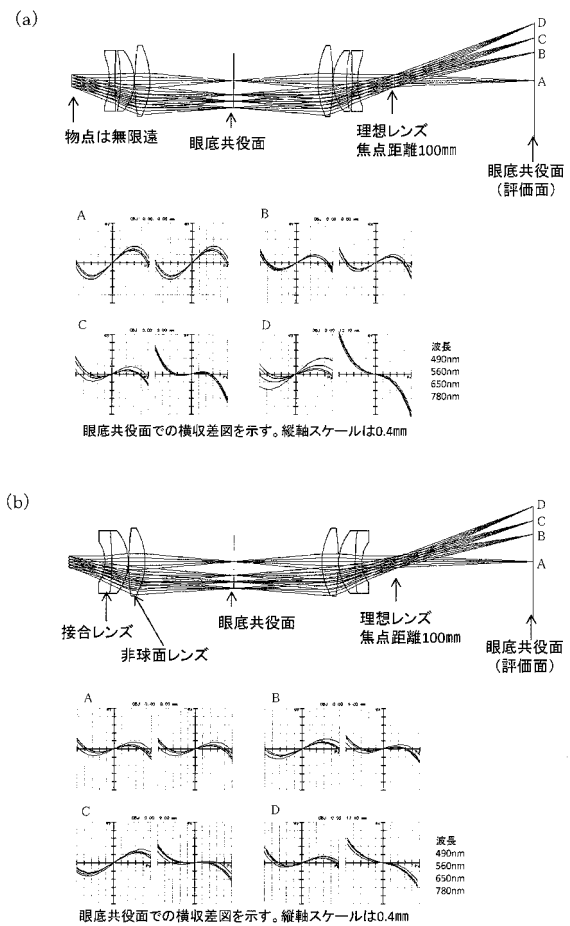 (a)
D
C
B
A
物点は無限遠
眼底共役面
理想レンズ
焦点距離100mm
眼底共役面
(評価面)
A
B
C
D
波長
490nm
560nm
650nm
780nm
眼底共役面での横収差図を示す。縦軸スケールは0.4mm
(b)
D
C
B
A
接合レンズ
非球面レンズ
眼底共役面
理想レンズ
焦点距離100mm
眼底共役面
(評価面)
A
B
C
D
波長
490nm
560nm
650nm
780nm
眼底共役面での横収差図を示す。縦軸スケールは0.4mm